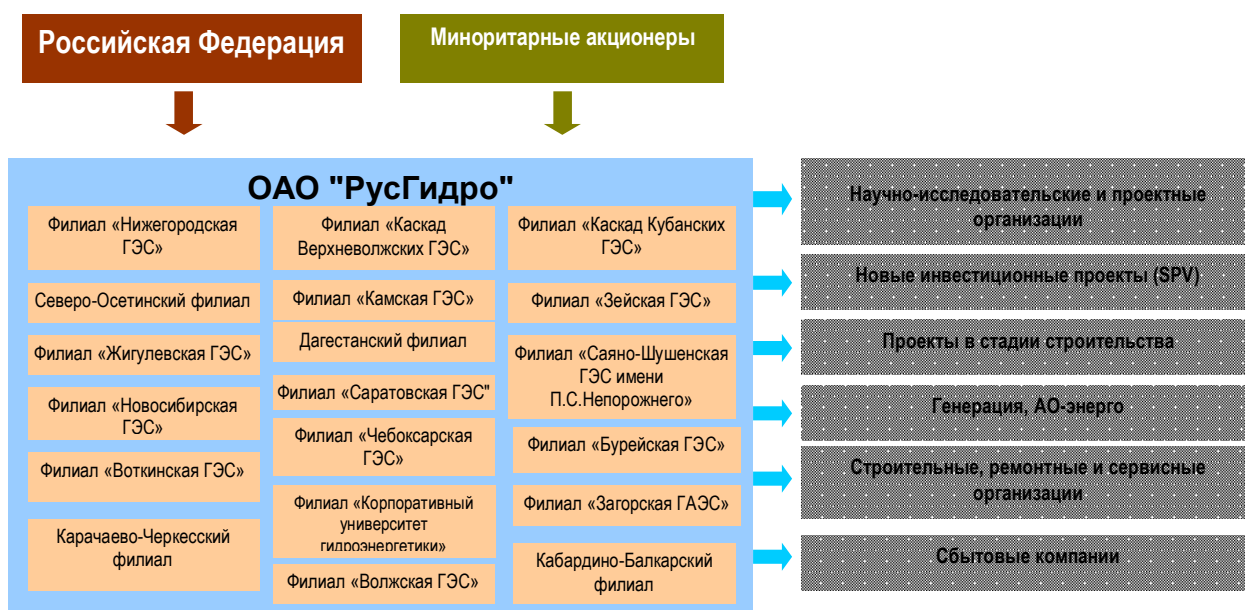 Российская Федерация
Миноритарные акционеры
ОАО "РусГидро"
Филиал «Нижегородская
ГЭС»
Северо-Осетинский филиал
Филиал «Жигулевская ГЭС»
Филиал «Новосибирская
ГЭС»
Филиал «Воткинская ГЭС»
Карачаево-Черкесский
филиал
Филиал «Каскад
Верхневолжских ГЭС»
Филиал «Камская ГЭС»
Дагестанский филиал
Филиал «Саратовская ГЭС"
Филиал «Чебоксарская
ГЭС»
Филиал «Корпоративный
университет
гидроэнергетики»
Филиал «Волжская ГЭС»
Филиал «Каскад Кубанских
ГЭС»
Филиал «Зейская ГЭС»
Филиал «Саяно-Шушенская
ГЭС имени
П.С.Непорожнего»
Филиал «Бурейская ГЭС»
Филиал «Загорская ГАЭС»
Кабардино-Балкарский
филиал
Научно-исследовательские и проектные
организации
Новые инвестиционные проекты (SPV)
Проекты в стадии строительства
Генерация, АО-энерго
Строительные, ремонтные и сервисные
организации
Сбытовые компании